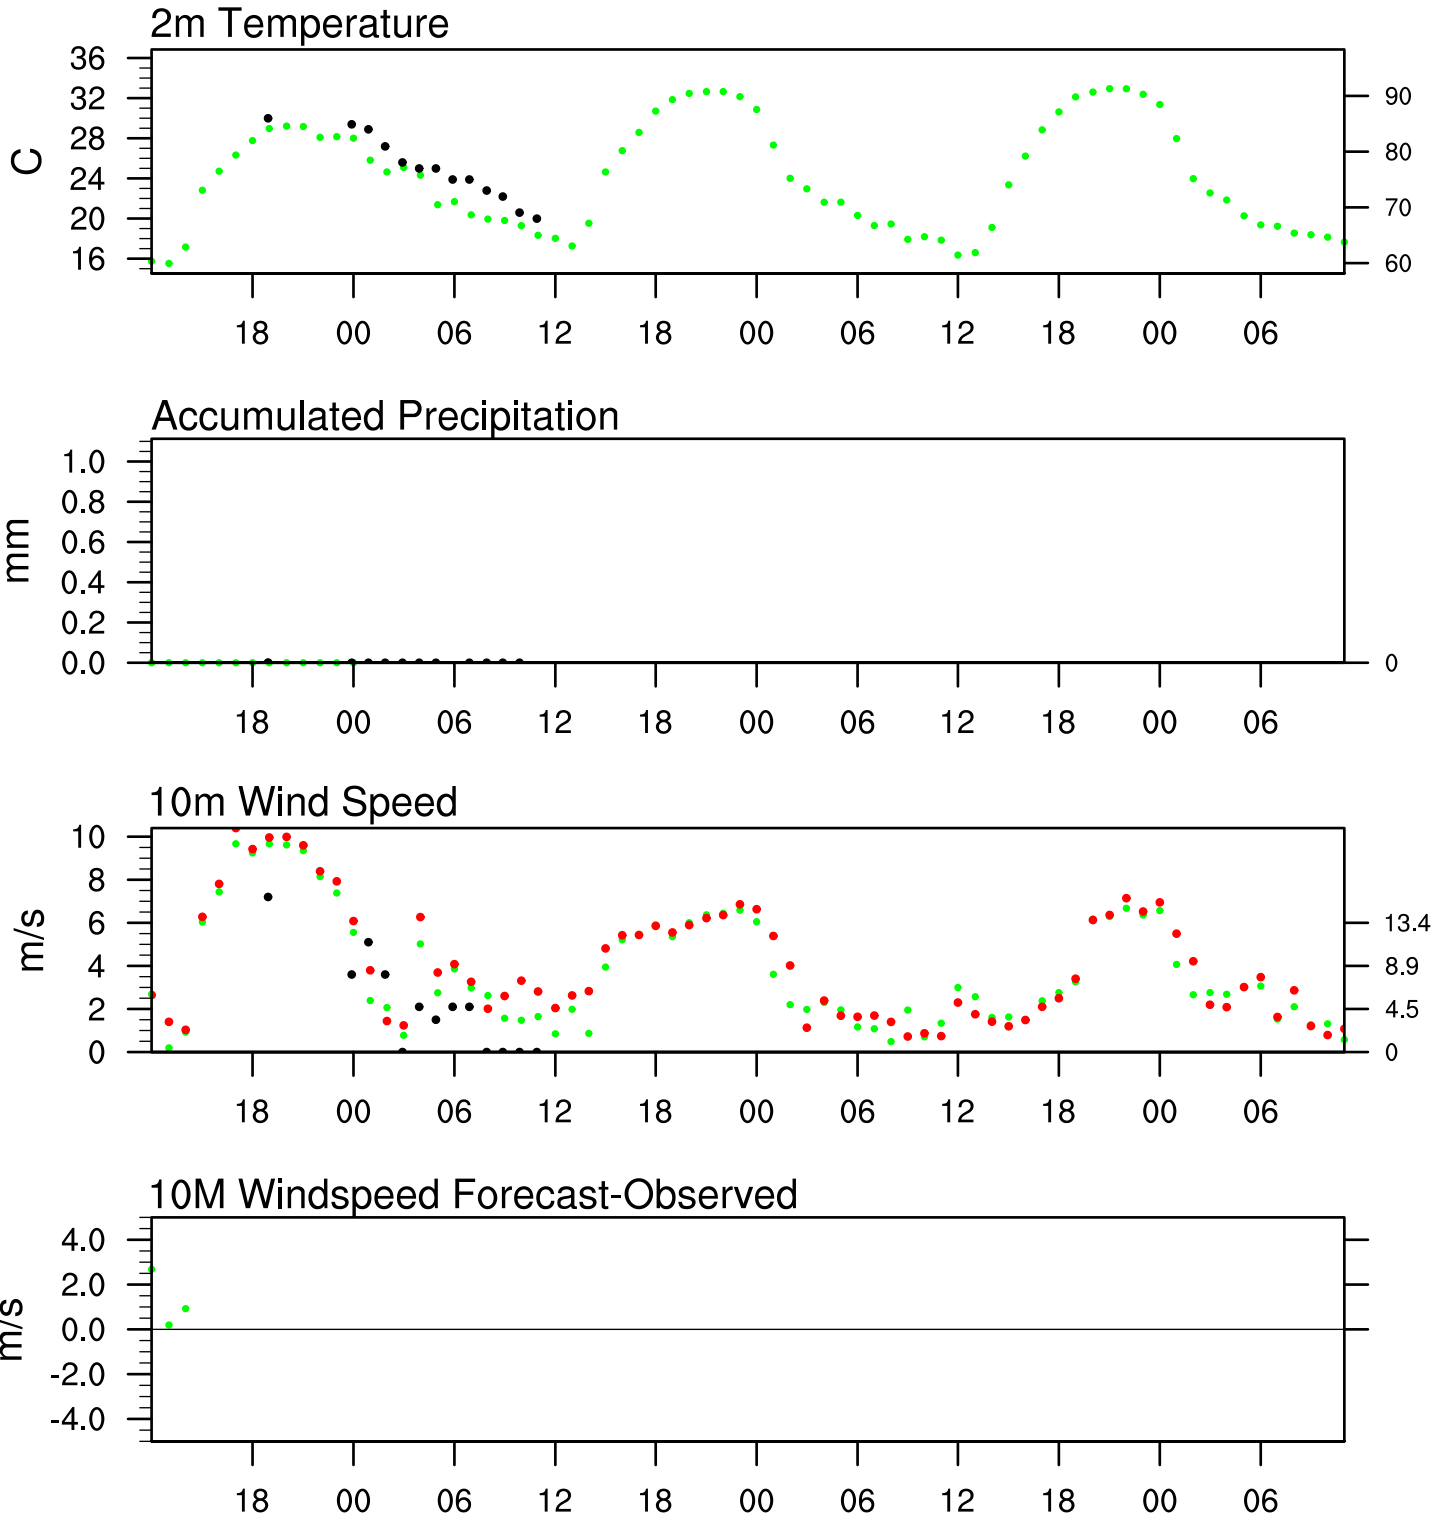 2m Temperature
36
32
28
24
20
16
C
90
80
70
60
18 00 06 12 18 00 06 12 18 00 06
Accumulated Precipitation
1.0
0.8
0.6
0.4
0.2
0.0
mm
0
18 00 06 12 18 00 06 12 18 00 06
10m Wind Speed
10
8
6
4
2
0
m/s
13.4
8.9
4.5
0
18 00 06 12 18 00 06 12 18 00 06
10M Windspeed Forecast-Observed
4.0
2.0
0.0
-2.0
-4.0
m/s
18 00 06 12 18 00 06 12 18 00 06